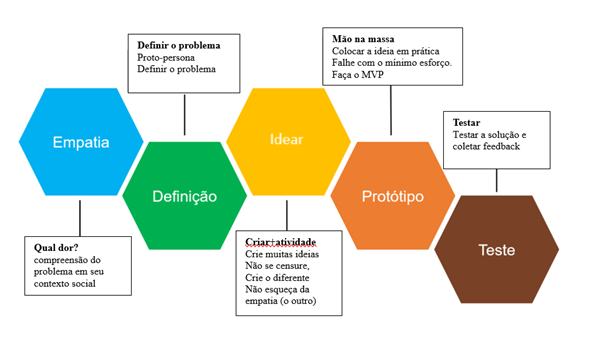 Empatia
Qual dor?
compreensão do
problema em seu
contexto social
Definir o problema
Proto-persona
Definir o problema
Definição
Idear
Criar+atividade
Crie muitas ideias
Não se censure,
Crie o diferente
Não esqueça da
empatia (o outro)
Mão na massa
Colocar a ideia em prática
Falhe com o mínimo esforço.
Faça o MVP
Protótipo
Testar
Testar a solução e
coletar feedback
Teste